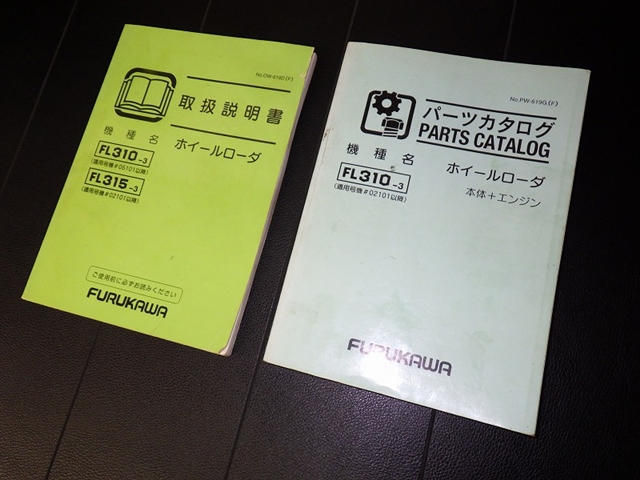 No.OW-619D(F)
取扱説明書
機種名
ホイールローダ
FL310-3
(適用号機#05101以降)
FL315-3
(適用号機#02101以降)
ご使用前に必ずお読みください
FURUKAWA
No.PW-619G(F)
パーツカタログ
PARTS CATALOG
機種名
ホイールローダ
FL310-3
(適用号機#02101以降)
本体+エンジン
FURUKAWA